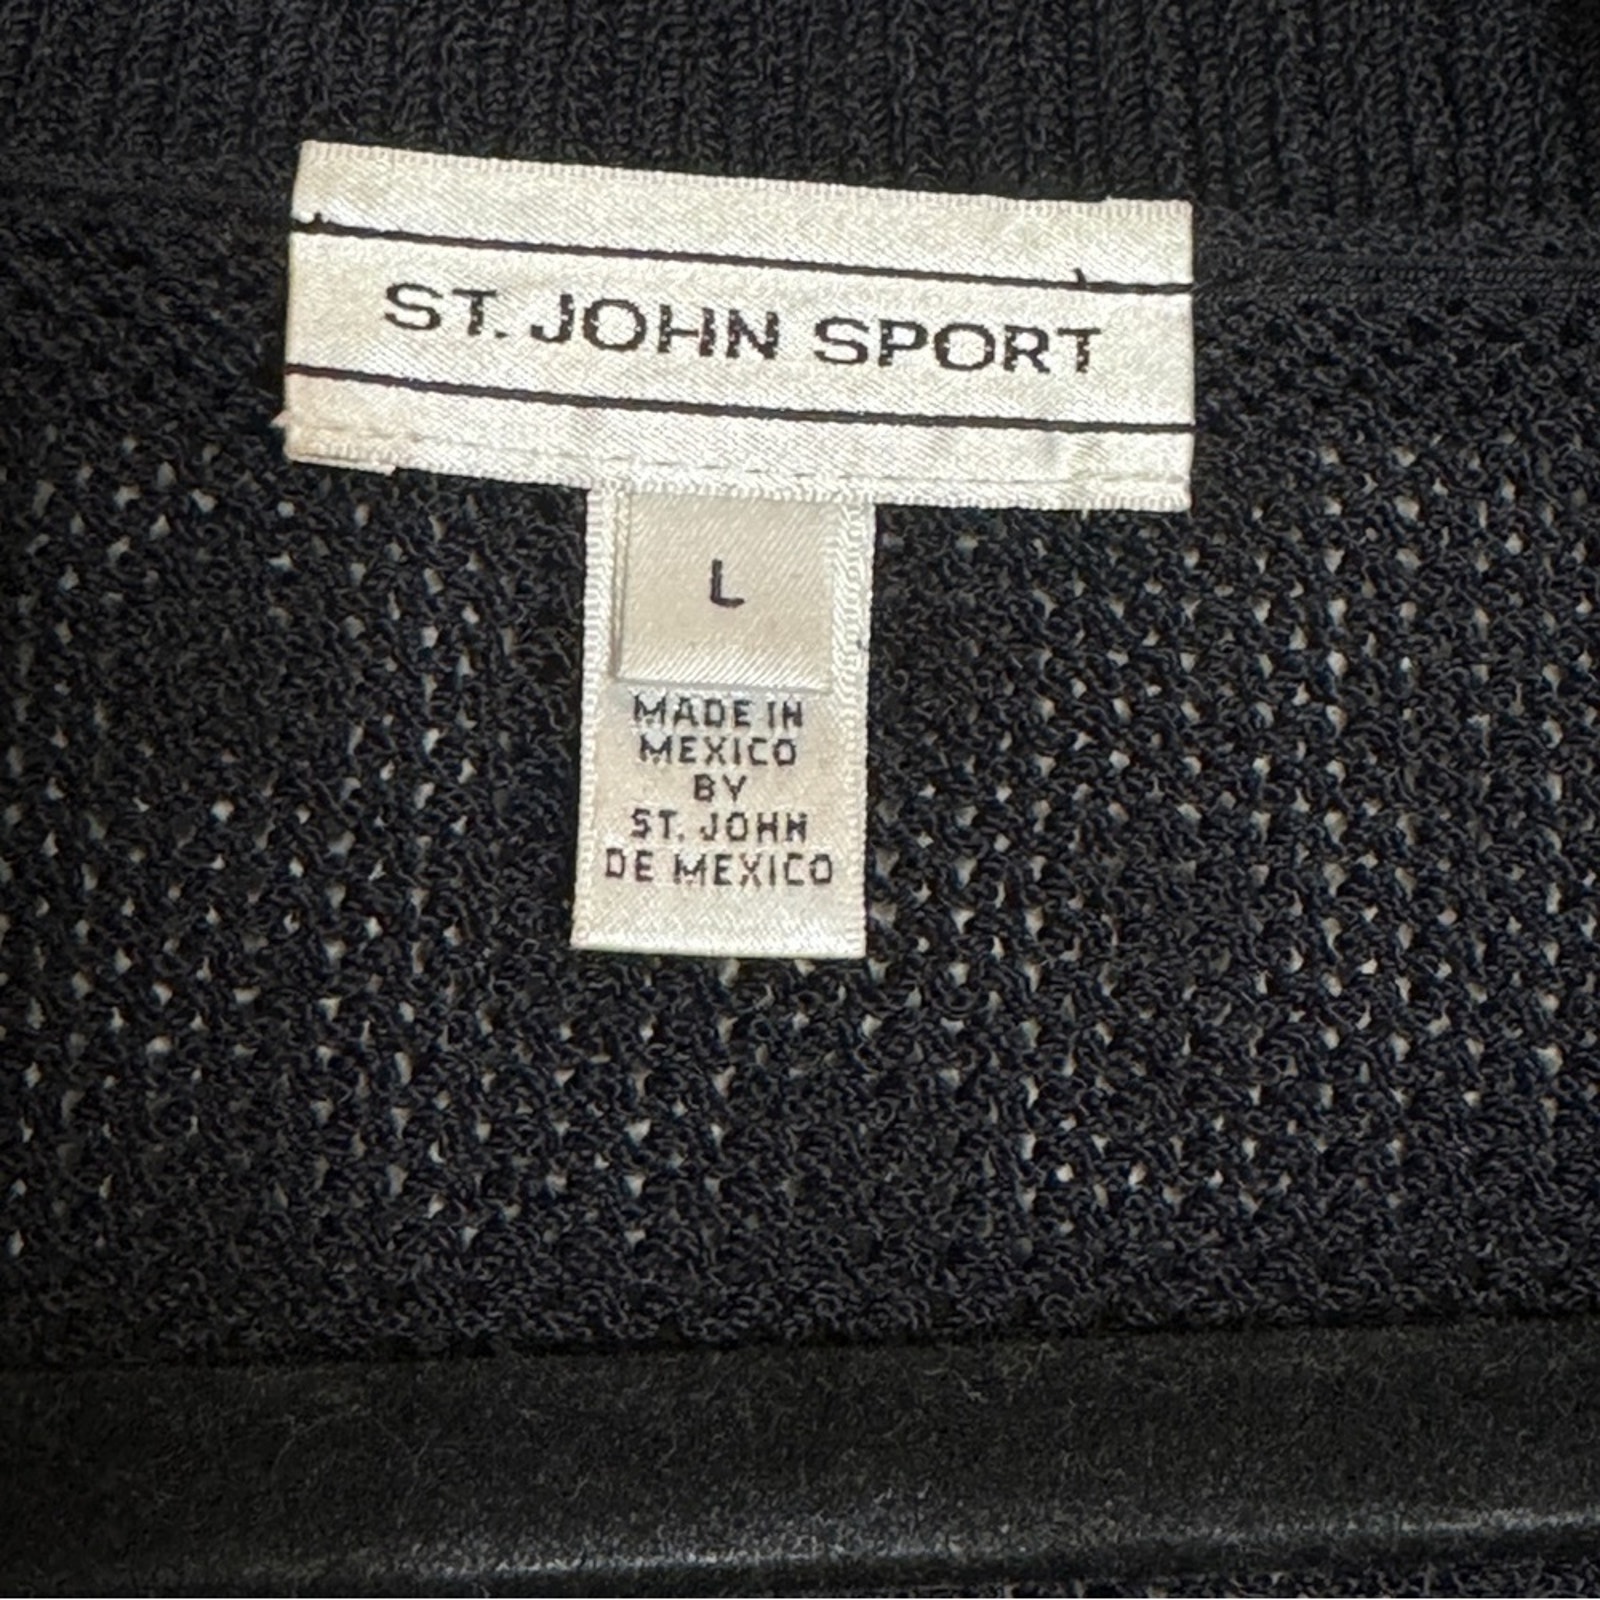 ST. JOHN SPORT
L
MADE IN
MEXICO
BY
ST. JOHN
DE MEXICO